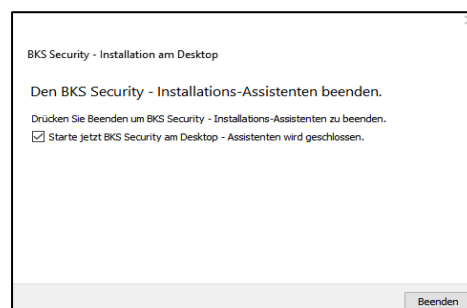 BKS Security - Installation am Desktop
Den BKS Security - Installations-Assistenten beenden.
Drücken Sie Beenden um BKS Security - Installations-Assistenten zu beenden.
Starte jetzt BKS Security am Desktop - Assistenten wird geschlossen.
Beenden